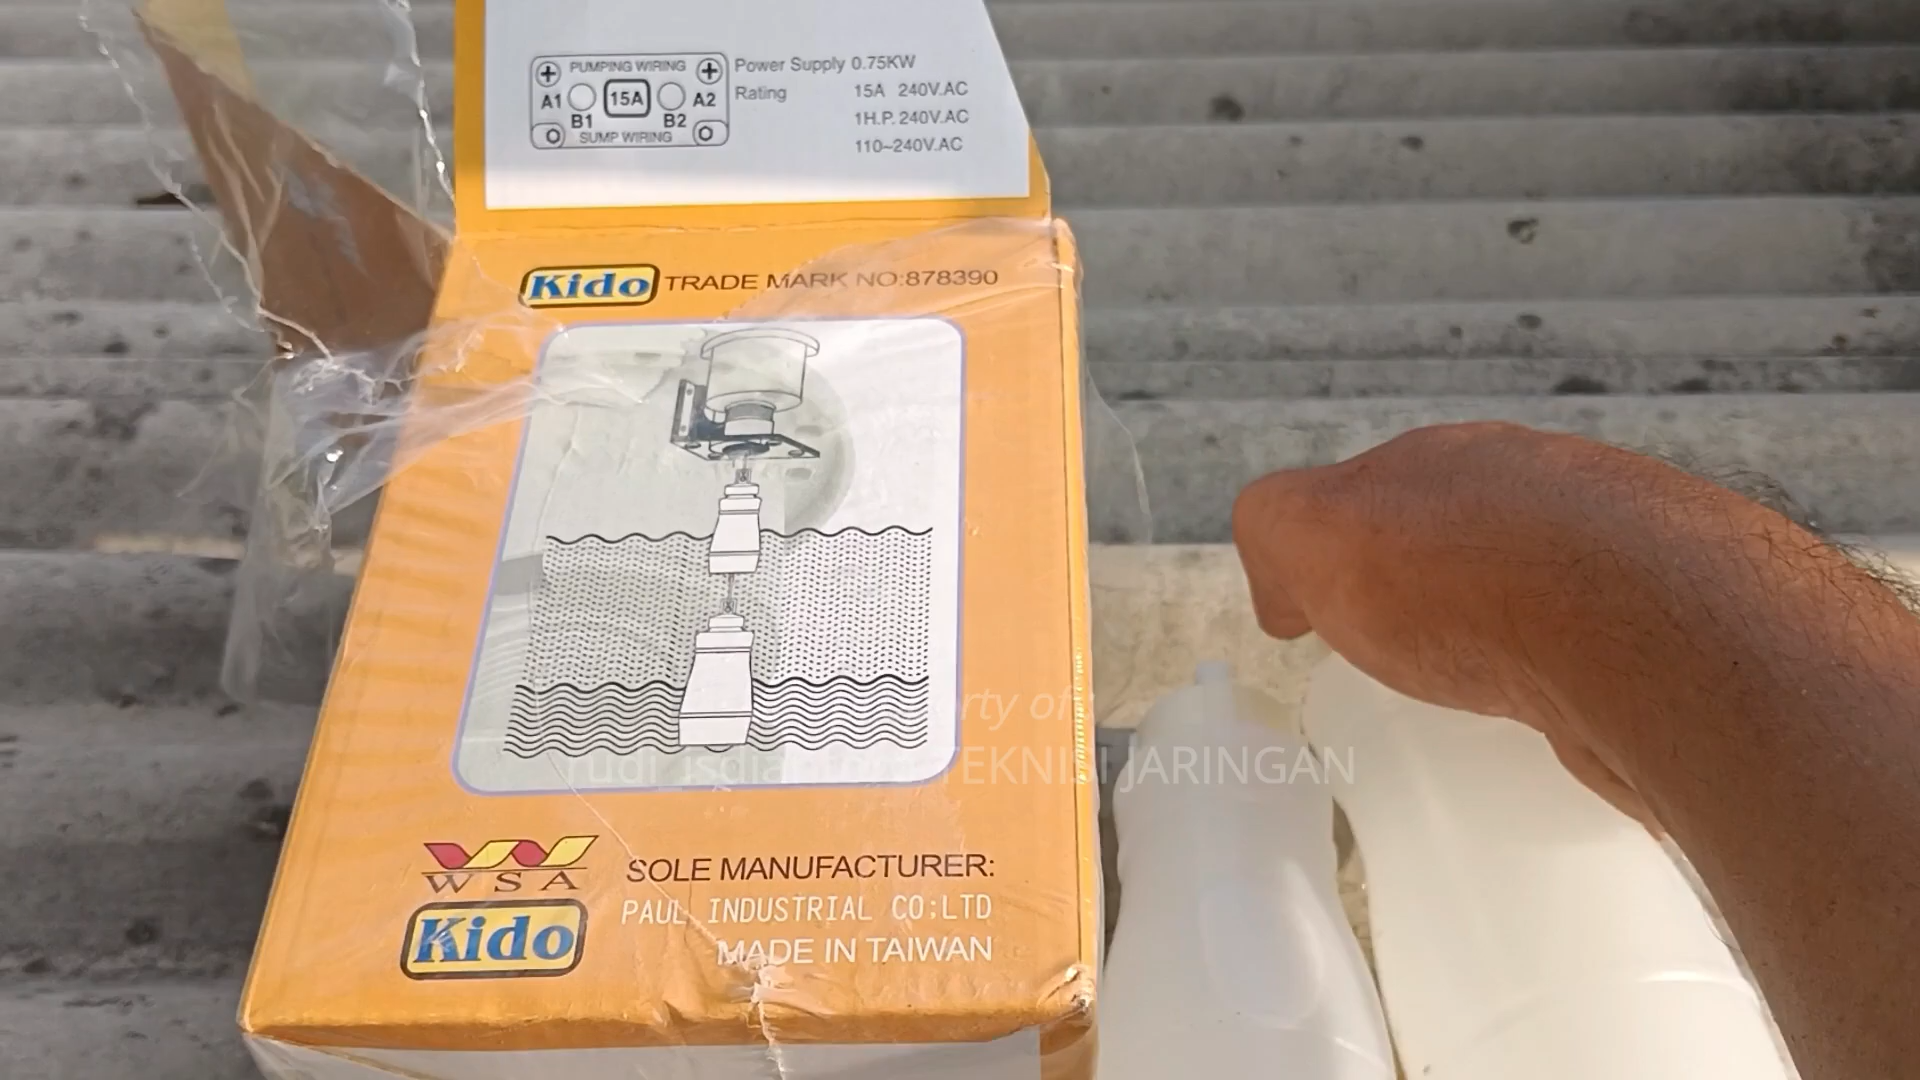 PUMPING WIRING
A1 15A A2
B1 B2
SUMP WIRING
Power Supply 0.75KW
Rating 15A 240V.AC
1H.P. 240V.AC
110~240V.AC
Kido TRADE MARK NO:878390
TEKNISI JARINGAN
WSA
Kido
SOLE MANUFACTURER:
PAUL INDUSTRIAL CO;LTD
MADE IN TAIWAN